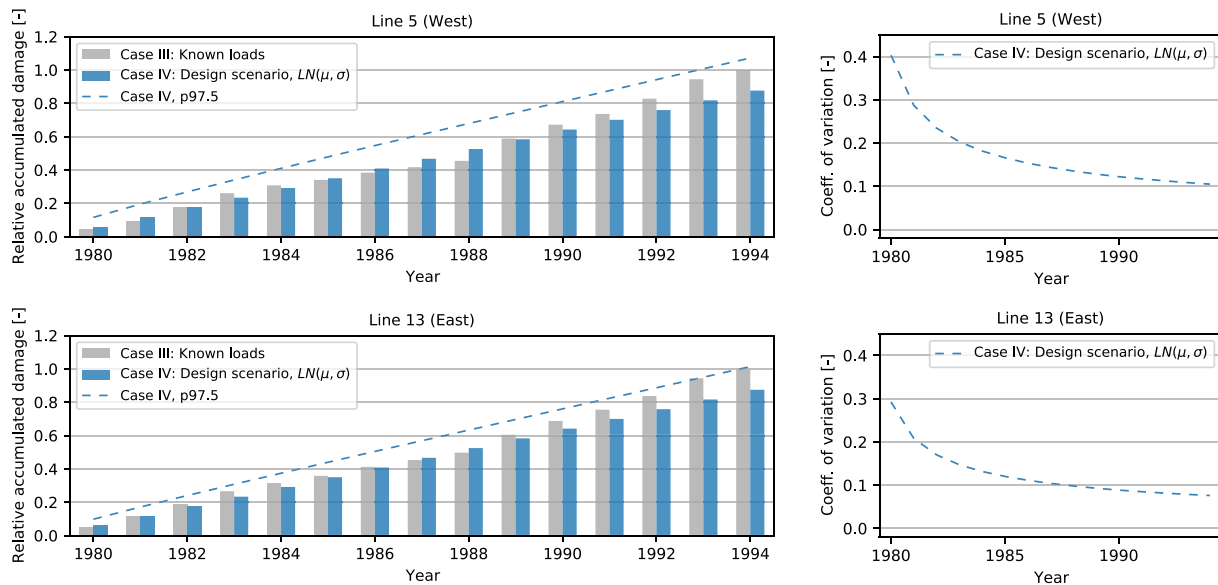 Line 5 (West)
Relative accumulated damage [-]
1.2
1.0
0.8
0.6
0.4
0.2
0.0
Case III: Known loads
Case IV: Design scenario, LN(μ, σ)
Case IV, p97.5
1980 1982 1984 1986 1988 1990 1992 1994
Year
Line 5 (West)
Coeff. of variation [-]
0.4
0.3
0.2
0.1
0.0
Case IV: Design scenario, LN(μ, σ)
1980 1985 1990
Year
Line 13 (East)
Relative accumulated damage [-]
1.2
1.0
0.8
0.6
0.4
0.2
0.0
Case III: Known loads
Case IV: Design scenario, LN(μ, σ)
Case IV, p97.5
1980 1982 1984 1986 1988 1990 1992 1994
Year
Line 13 (East)
Coeff. of variation [-]
0.4
0.3
0.2
0.1
0.0
Case IV: Design scenario, LN(μ, σ)
1980 1985 1990
Year